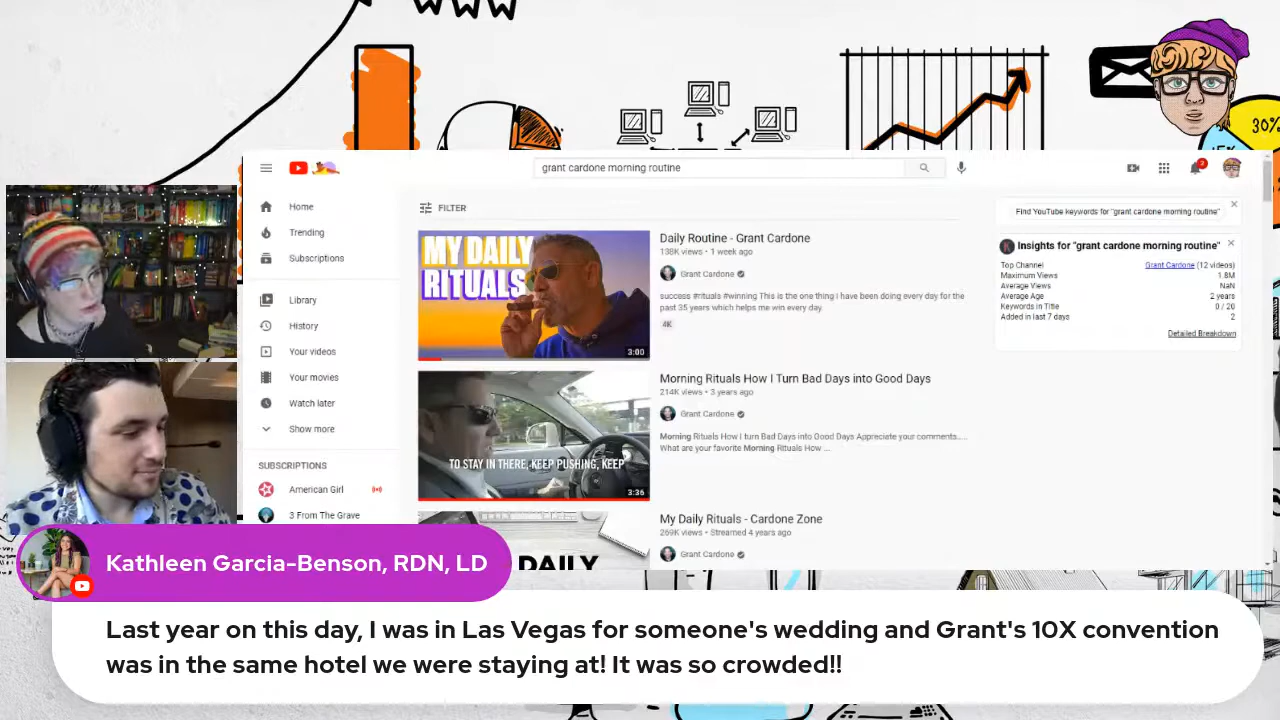 WWW
30%
grant cardone morning routine
3
Home
Trending
Subscriptions
Library
History
Your videos
Your movies
Watch later
Show more
SUBSCRIPTIONS
American Girl
3 From The Grave
FILTER
MY DAILY
RITUALS
3:00
Daily Routine - Grant Cardone
138K views • 1 week ago
Grant Cardone
success #rituals #winning This is the one thing I have been doing every day for the
past 35 years which helps me win every day.
4K
TO STAY IN THERE, KEEP PUSHING, KEEP
3:36
Morning Rituals How I Turn Bad Days into Good Days
214K views • 3 years ago
Grant Cardone
Morning Rituals How I turn Bad Days into Good Days Appreciate your comments.....
What are your favorite Morning Rituals How ...
DAILY
My Daily Rituals - Cardone Zone
269K views • Streamed 4 years ago
Grant Cardone
Find YouTube keywords for "grant cardone morning routine"
Insights for "grant cardone morning routine"
Top Channel Grant Cardone (12 videos)
Maximum Views 1.8M
Average Views NaN
Average Age 2 years
Keywords in Title 0 / 20
Added in last 7 days 2
Detailed Breakdown
Kathleen Garcia-Benson, RDN, LD
Last year on this day, I was in Las Vegas for someone's wedding and Grant's 10X convention
was in the same hotel we were staying at! It was so crowded!!